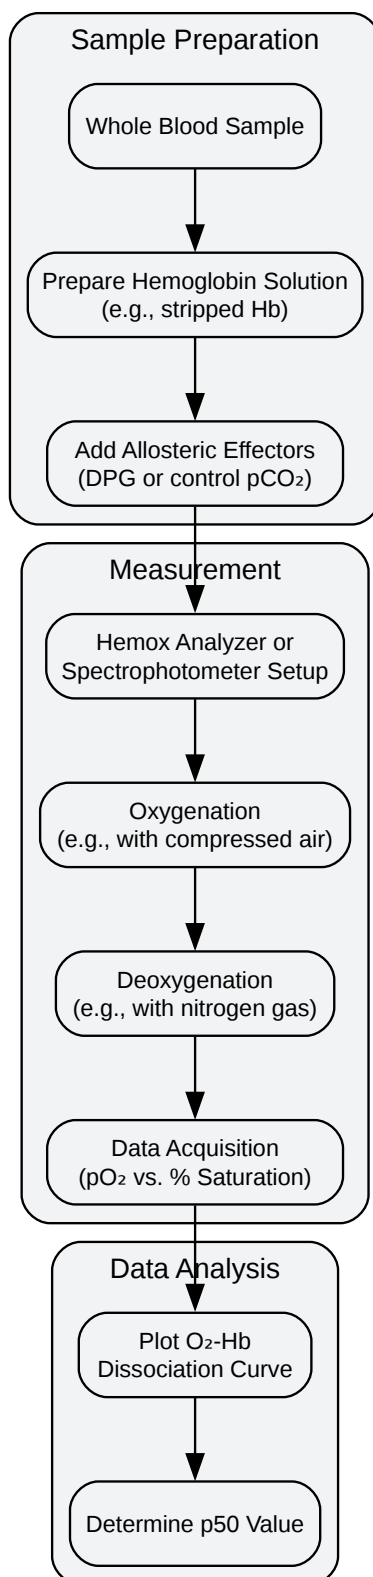 Sample Preparation
Whole Blood Sample
Prepare Hemoglobin Solution
(e.g., stripped Hb)
Add Allosteric Effectors
(DPG or control pCO₂)
Measurement
Hemox Analyzer or
Spectrophotometer Setup
Oxygenation
(e.g., with compressed air)
Deoxygenation
(e.g., with nitrogen gas)
Data Acquisition
(pO₂ vs. % Saturation)
Data Analysis
Plot O₂-Hb
Dissociation Curve
Determine p50 Value